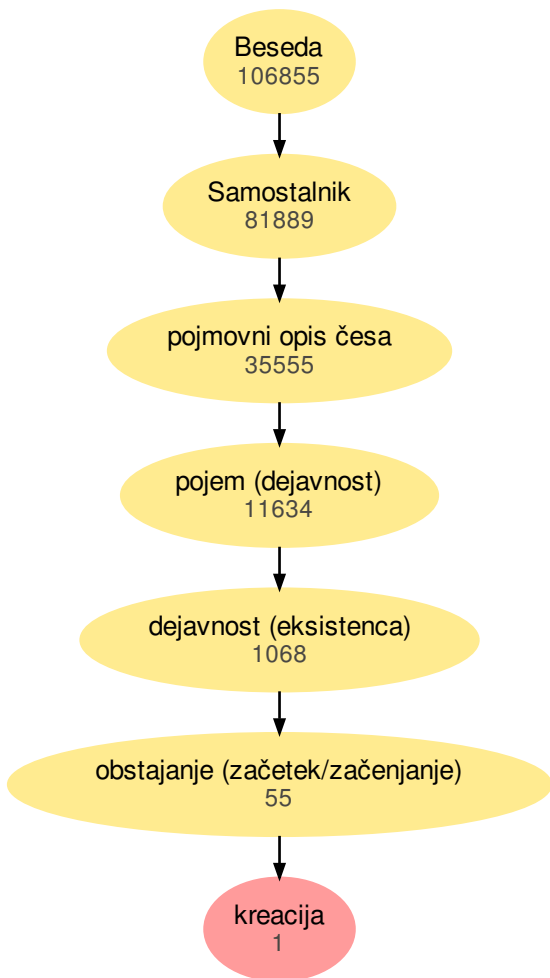 Beseda
106855
Samostalnik
81889
pojmovni opis česa
35555
pojem (dejavnost)
11634
dejavnost (eksistenca)
1068
obstajanje (začetek/začenjanje)
55
kreacija
1